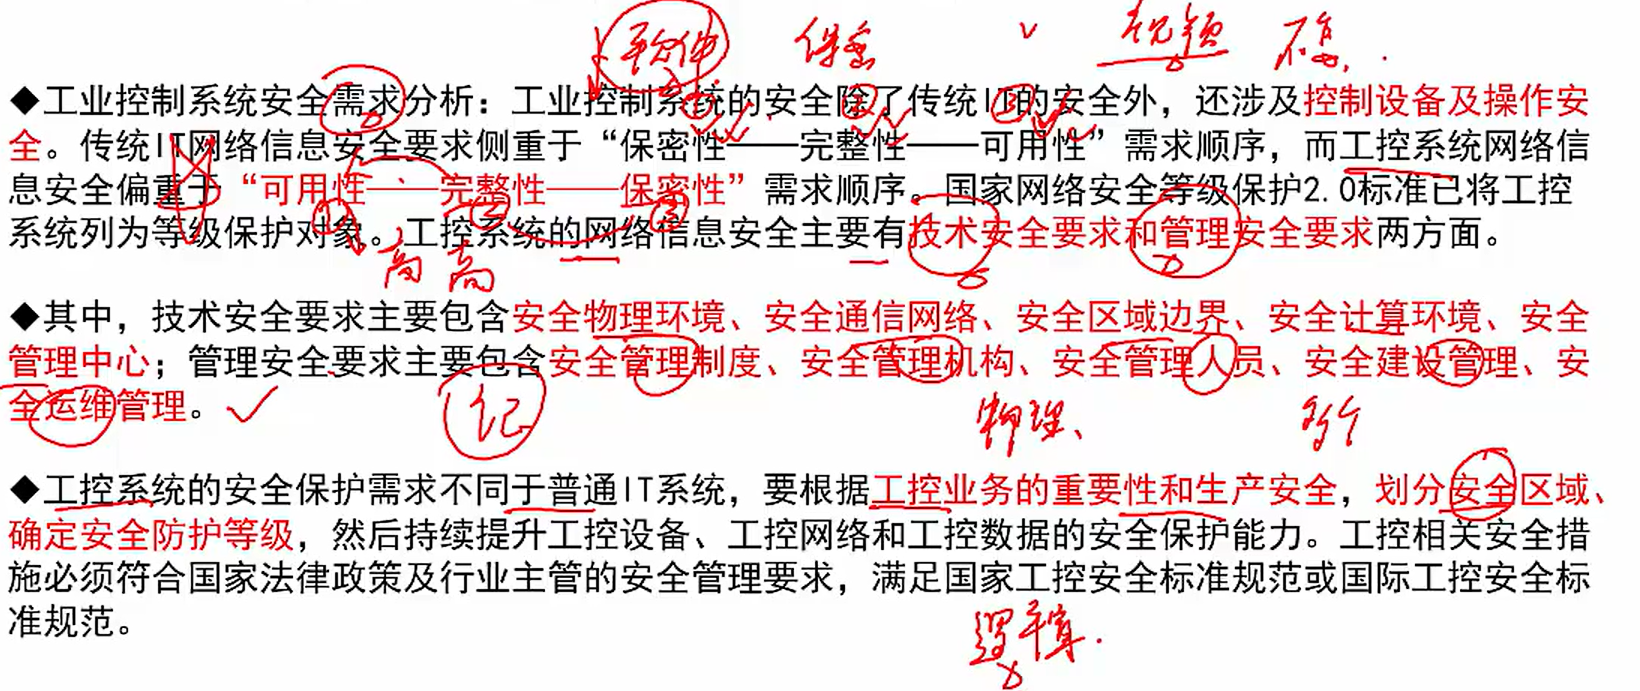 软件 保密 视频
◆工业控制系统安全需求分析：工业控制系统的安全除了传统IT的安全外，还涉及控制设备及操作安
全。传统IT网络信息安全要求侧重于“保密性——完整性——可用性”需求顺序，而工控系统网络信
息安全偏重于“可用性——完整性——保密性”需求顺序。国家网络安全等级保护2.0标准已将工控
系统列为等级保护对象。工控系统的网络信息安全主要有技术安全要求和管理安全要求两方面。
高 高
◆其中，技术安全要求主要包含安全物理环境、安全通信网络、安全区域边界、安全计算环境、安全
管理中心；管理安全要求主要包含安全管理制度、安全管理机构、安全管理人员、安全建设管理、安
全运维管理。
记 物理、
◆工控系统的安全保护需求不同于普通IT系统，要根据工控业务的重要性和生产安全，划分安全区域、
确定安全防护等级，然后持续提升工控设备、工控网络和工控数据的安全保护能力。工控相关安全措
施必须符合国家法律政策及行业主管的安全管理要求，满足国家工控安全标准规范或国际工控安全标
准规范。